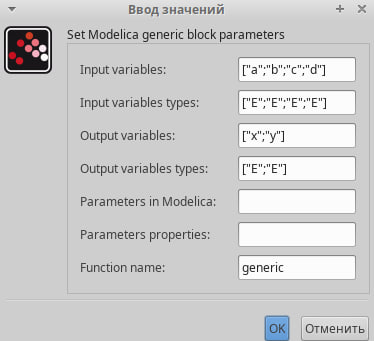 Ввод значений
Set Modelica generic block parameters
Input variables: ["a";"b";"c";"d"]
Input variables types: ["E";"E";"E";"E"]
Output variables: ["x";"y"]
Output variables types: ["E";"E"]
Parameters in Modelica:
Parameters properties:
Function name: generic
OK Отменить